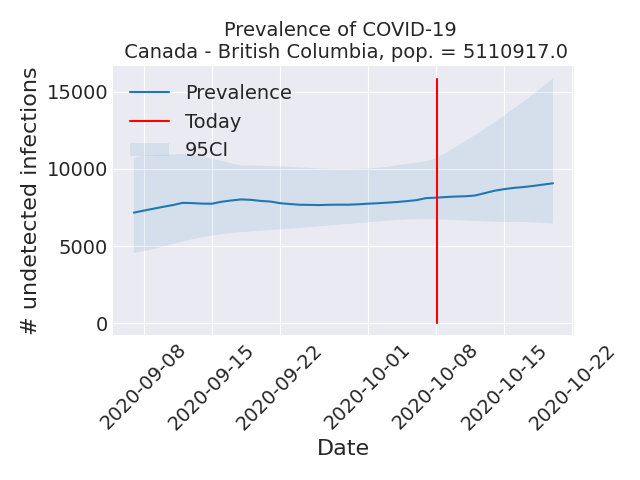 Prevalence of COVID-19
Canada - British Columbia, pop. = 5110917.0
# undetected infections
15000
10000
5000
0
Prevalence
Today
95CI
2020-09-08
2020-09-15
2020-09-22
2020-10-01
2020-10-08
2020-10-15
2020-10-22
Date